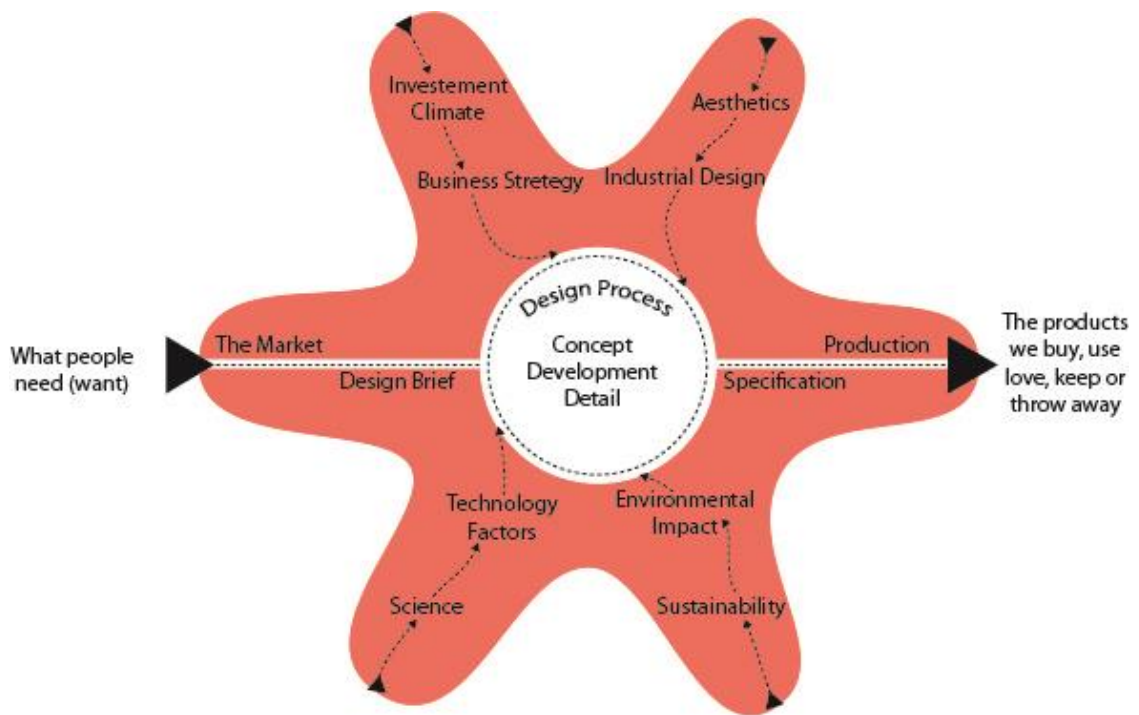 Investement
Climate
Aesthetics
Business Stretegy
Industrial Design
Design Process
What people
need (want)
The Market
Design Brief
Concept
Development
Detail
Production
Specification
The products
we buy, use
love, keep or
throw away
Technology
Factors
Environmental
Impact
Science
Sustainability